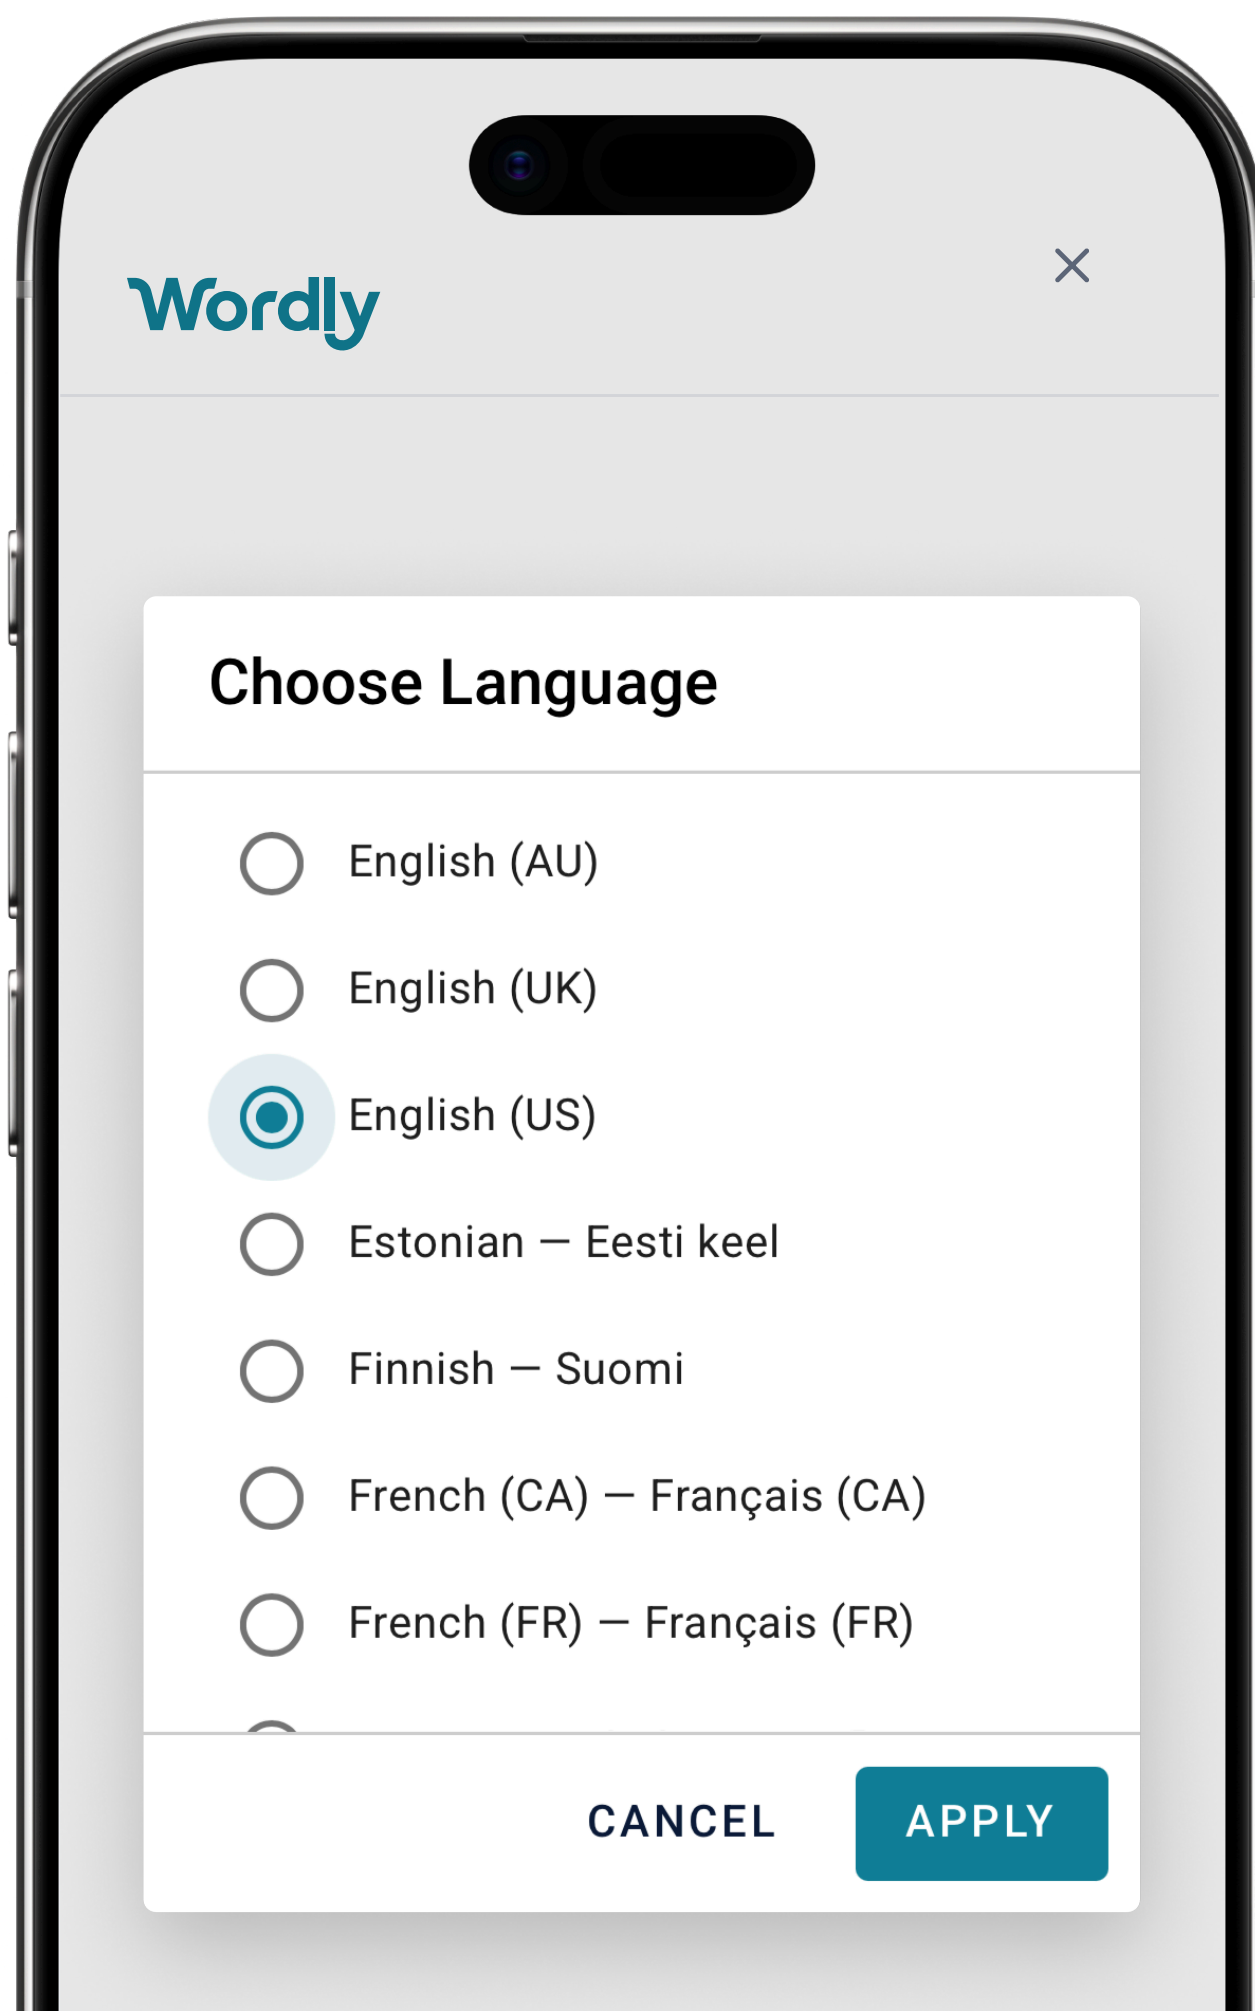 Wordly
Choose Language
English (AU)
English (UK)
English (US)
Estonian — Eesti keel
Finnish — Suomi
French (CA) — Français (CA)
French (FR) — Français (FR)
CANCEL
APPLY